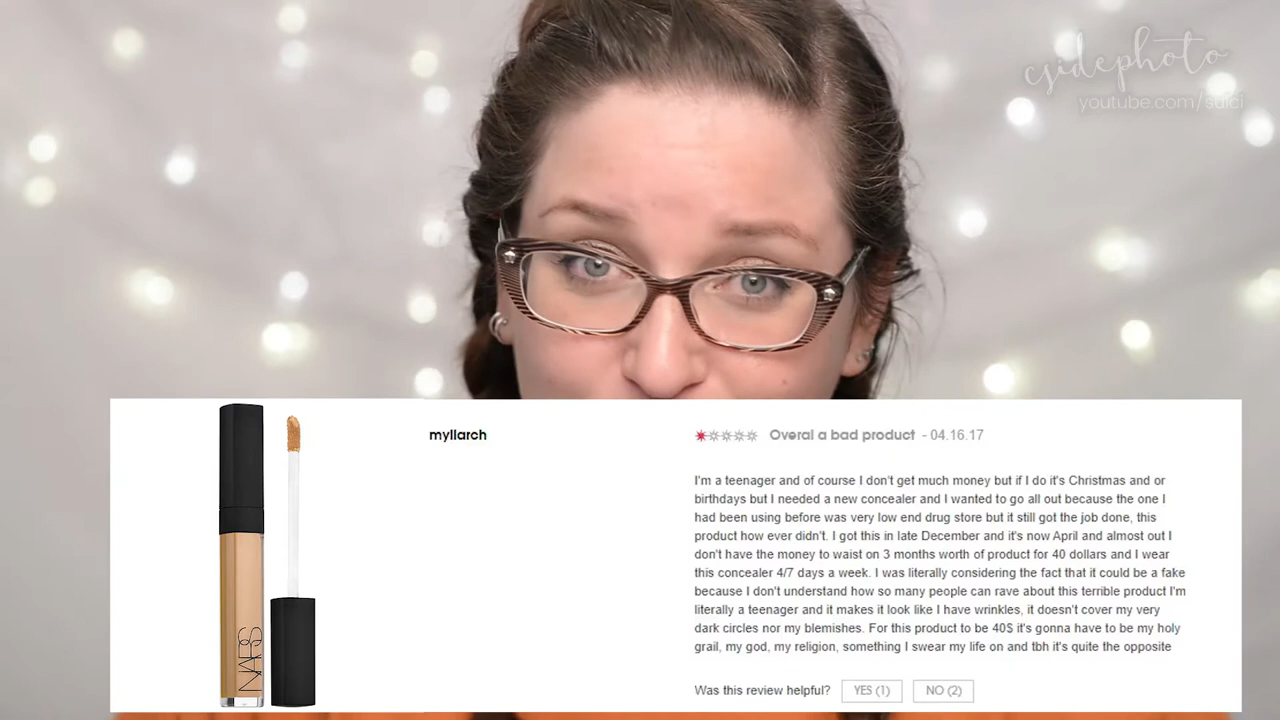 csidephoto
youtube.com/sulci
myllarch
Overal a bad product - 04.16.17
I'm a teenager and of course I don't get much money but if I do it's Christmas and or
birthdays but I needed a new concealer and I wanted to go all out because the one I
had been using before was very low end drug store but it still got the job done, this
product how ever didn't. I got this in late December and it's now April and almost out I
don't have the money to waist on 3 months worth of product for 40 dollars and I wear
this concealer 4/7 days a week. I was literally considering the fact that it could be a fake
because I don't understand how so many people can rave about this terrible product I'm
literally a teenager and it makes it look like I have wrinkles, it doesn't cover my very
dark circles nor my blemishes. For this product to be 40$ it's gonna have to be my holy
grail, my god, my religion, something I swear my life on and tbh it's quite the opposite
Was this review helpful? YES (1) NO (2)
NARS